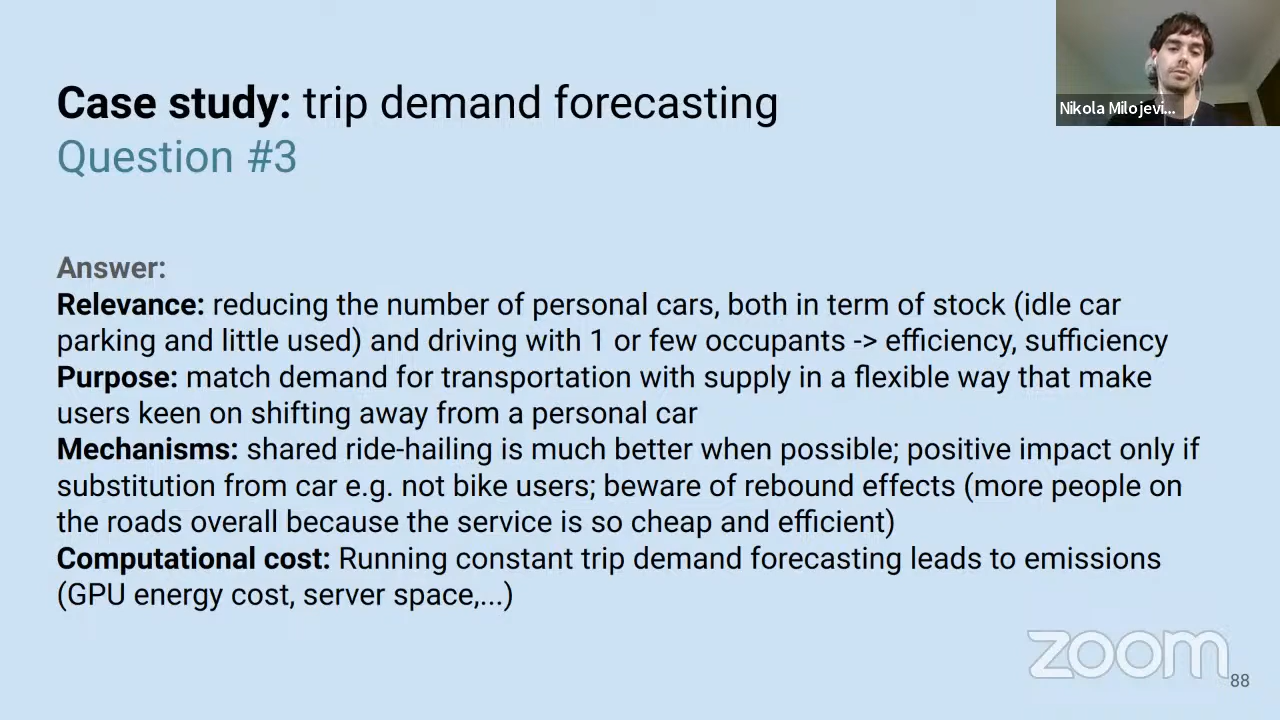 Case study: trip demand forecasting
Question #3
Nikola Milojevi...
Answer:
Relevance: reducing the number of personal cars, both in term of stock (idle car
parking and little used) and driving with 1 or few occupants -> efficiency, sufficiency
Purpose: match demand for transportation with supply in a flexible way that make
users keen on shifting away from a personal car
Mechanisms: shared ride-hailing is much better when possible; positive impact only if
substitution from car e.g. not bike users; beware of rebound effects (more people on
the roads overall because the service is so cheap and efficient)
Computational cost: Running constant trip demand forecasting leads to emissions
(GPU energy cost, server space,...)
zoom
88